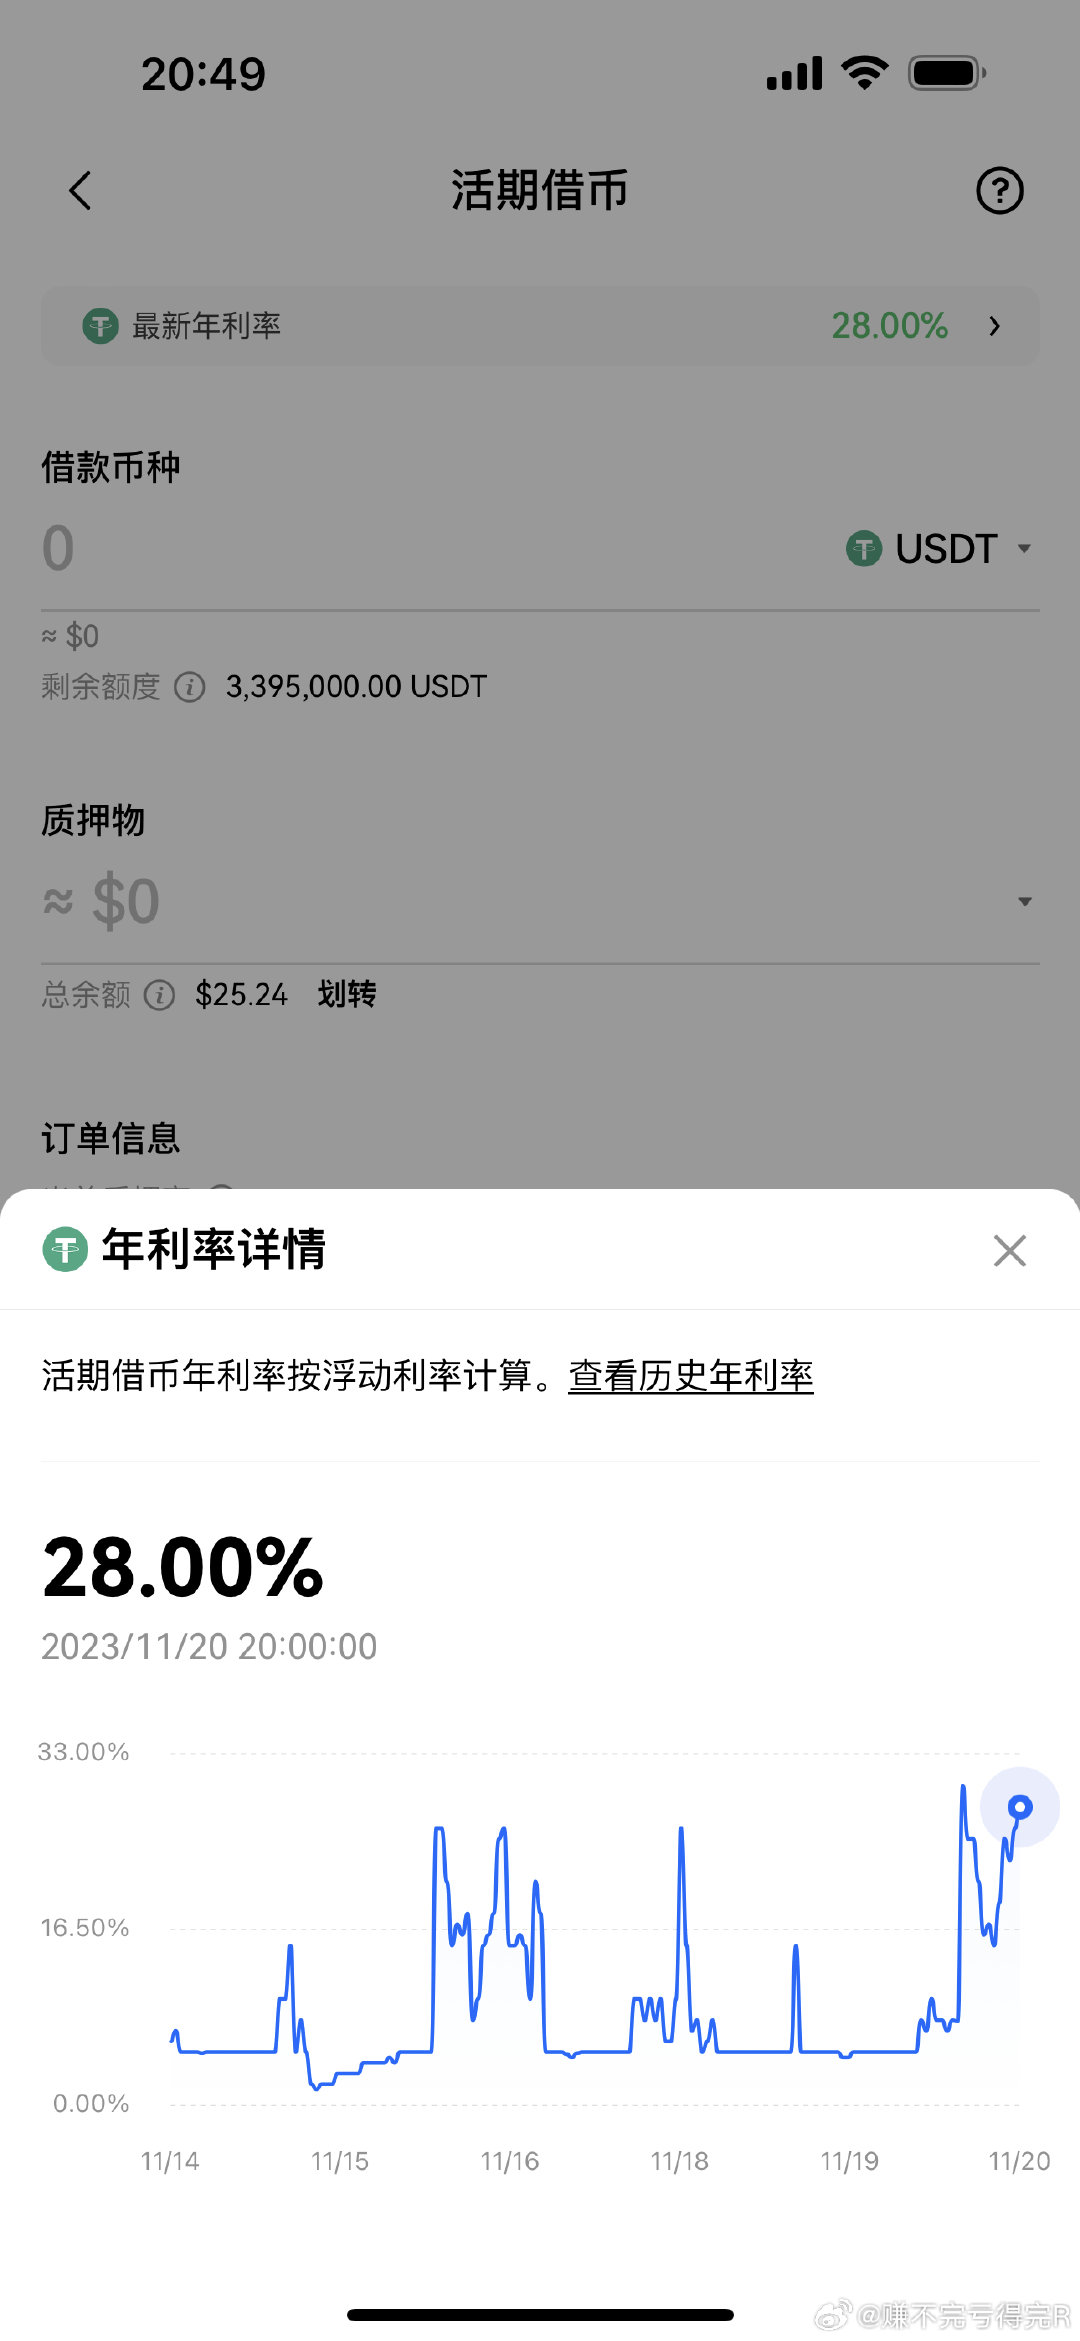 20:49
活期借币
最新年利率 28.00%
借款币种
0 USDT
≈ $0
剩余额度 3,395,000.00 USDT
质押物
≈ $0
总余额 $25.24 划转
订单信息
年利率详情
活期借币年利率按浮动利率计算。查看历史年利率
28.00%
2023/11/20 20:00:00
33.00%
16.50%
0.00%
11/14 11/15 11/16 11/18 11/19 11/20
@赚不完亏得完R